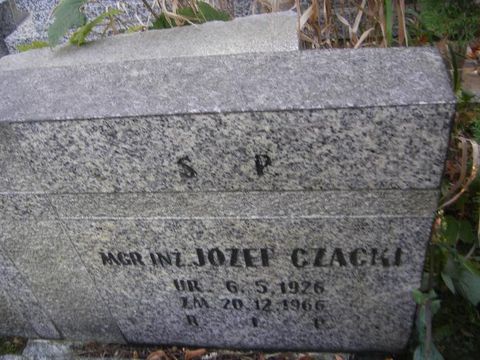 S P
MGR INŻ. JÓZEF CZACKI
UR. 6.5.1926
ZM. 20.12.1966
R I P